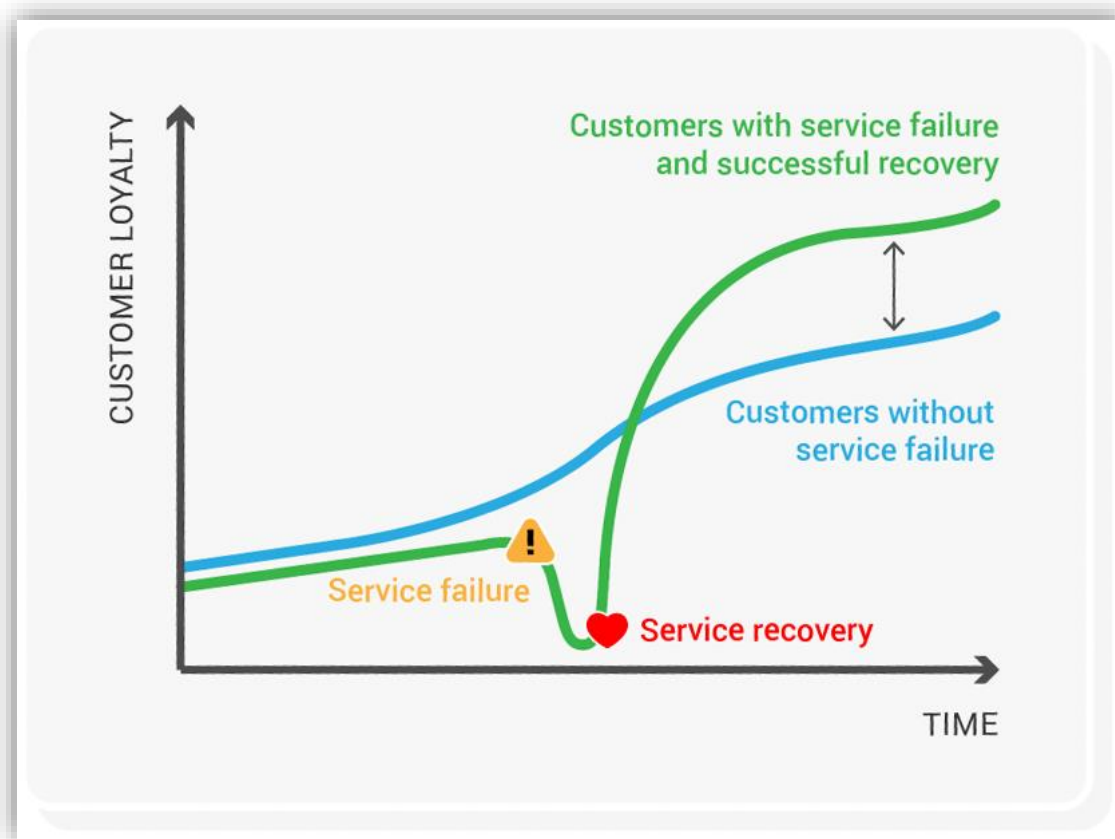 CUSTOMER LOYALTY
Customers with service failure
and successful recovery
Customers without
service failure
!
Service failure
Service recovery
TIME